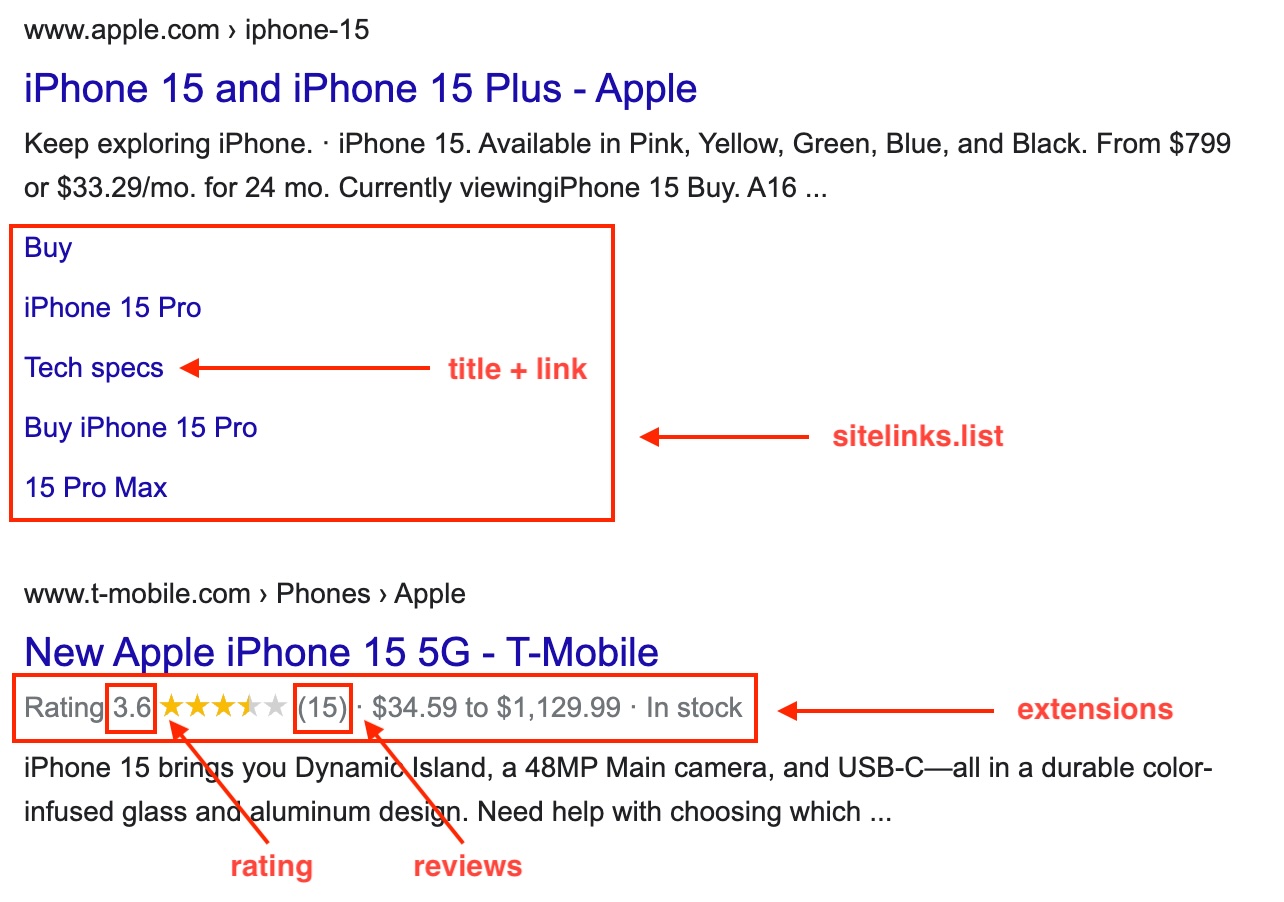 www.apple.com › iphone-15
iPhone 15 and iPhone 15 Plus - Apple
Keep exploring iPhone. · iPhone 15. Available in Pink, Yellow, Green, Blue, and Black. From $799
or $33.29/mo. for 24 mo. Currently viewingiPhone 15 Buy. A16 ...
Buy
iPhone 15 Pro
Tech specs
title + link
Buy iPhone 15 Pro
sitelinks.list
15 Pro Max
www.t-mobile.com › Phones › Apple
New Apple iPhone 15 5G - T-Mobile
Rating 3.6 ★★★★★ (15) · $34.59 to $1,129.99 · In stock
extensions
iPhone 15 brings you Dynamic Island, a 48MP Main camera, and USB-C—all in a durable color-
infused glass and aluminum design. Need help with choosing which ...
rating
reviews